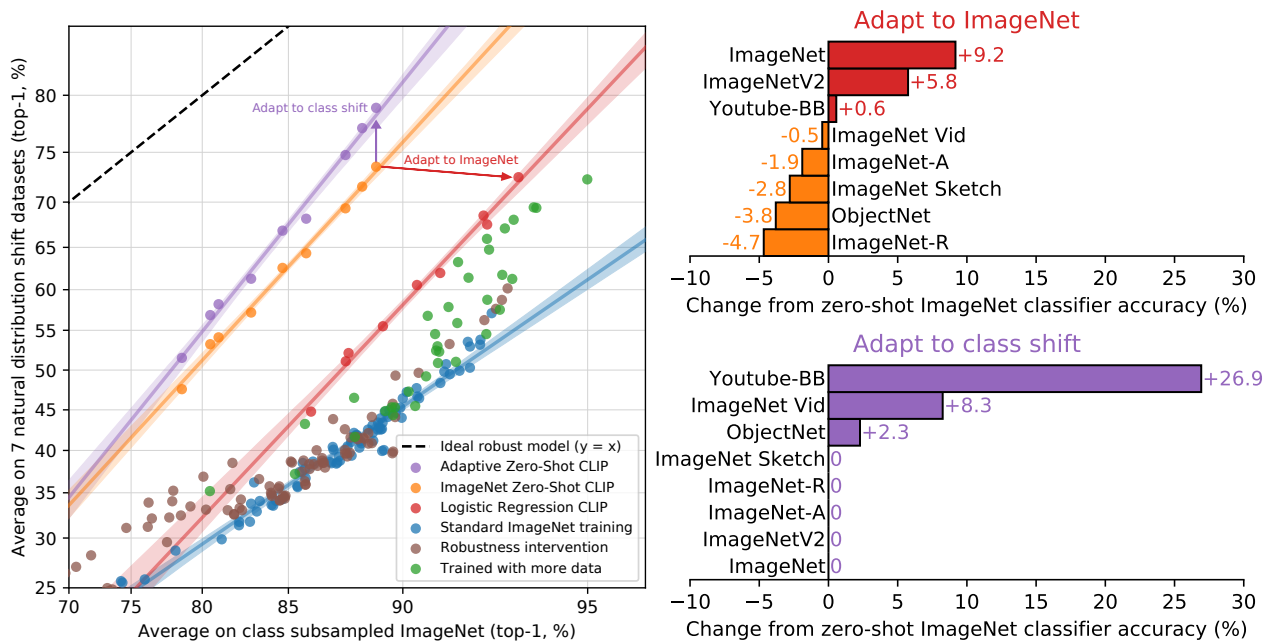 Average on 7 natural distribution shift datasets (top-1, %)
80
75
70
65
60
55
50
45
40
35
30
25
70
75
80
85
90
95
Average on class subsampled ImageNet (top-1, %)
Adapt to class shift
Adapt to ImageNet
Ideal robust model (y = x)
Adaptive Zero-Shot CLIP
ImageNet Zero-Shot CLIP
Logistic Regression CLIP
Standard ImageNet training
Robustness intervention
Trained with more data
Adapt to ImageNet
ImageNet +9.2
ImageNetV2 +5.8
Youtube-BB +0.6
-0.5 ImageNet Vid
-1.9 ImageNet-A
-2.8 ImageNet Sketch
-3.8 ObjectNet
-4.7 ImageNet-R
−10 −5 0 5 10 15 20 25 30
Change from zero-shot ImageNet classifier accuracy (%)
Adapt to class shift
Youtube-BB +26.9
ImageNet Vid +8.3
ObjectNet +2.3
ImageNet Sketch 0
ImageNet-R 0
ImageNet-A 0
ImageNetV2 0
ImageNet 0
−10 −5 0 5 10 15 20 25 30
Change from zero-shot ImageNet classifier accuracy (%)